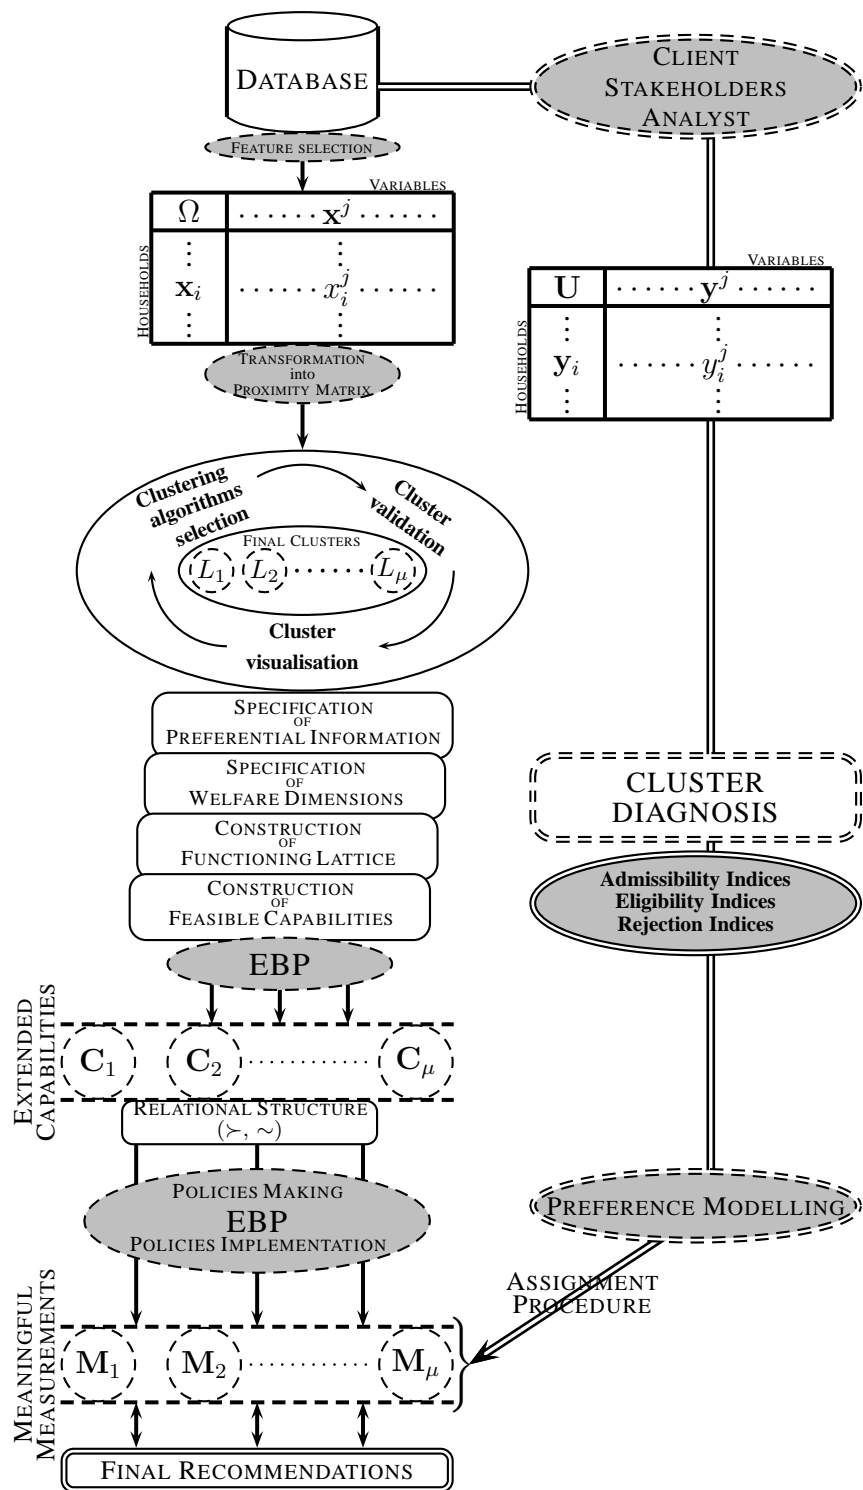 DATABASE
CLIENT
STAKEHOLDERS
ANALYST
FEATURE SELECTION
VARIABLES
Ω ······ x^j ······
HOUSEHOLDS
x_i ······ x_i^j ······
TRANSFORMATION
into
PROXIMITY MATRIX
VARIABLES
U ······ y^j ······
HOUSEHOLDS
y_i ······ y_i^j ······
Clustering
algorithms
selection
Cluster
validation
FINAL CLUSTERS
L_1 L_2 ······ L_μ
Cluster
visualisation
SPECIFICATION
OF
PREFERENTIAL INFORMATION
SPECIFICATION
OF
WELFARE DIMENSIONS
CONSTRUCTION
OF
FUNCTIONING LATTICE
CONSTRUCTION
OF
FEASIBLE CAPABILITIES
EBP
CLUSTER
DIAGNOSIS
Admissibility Indices
Eligibility Indices
Rejection Indices
EXTENDED
CAPABILITIES
C_1 C_2 ·············· C_μ
RELATIONAL STRUCTURE
(≻, ∼)
POLICIES MAKING
EBP
POLICIES IMPLEMENTATION
PREFERENCE MODELLING
ASSIGNMENT
PROCEDURE
MEANINGFUL
MEASUREMENTS
M_1 M_2 ·············· M_μ
FINAL RECOMMENDATIONS